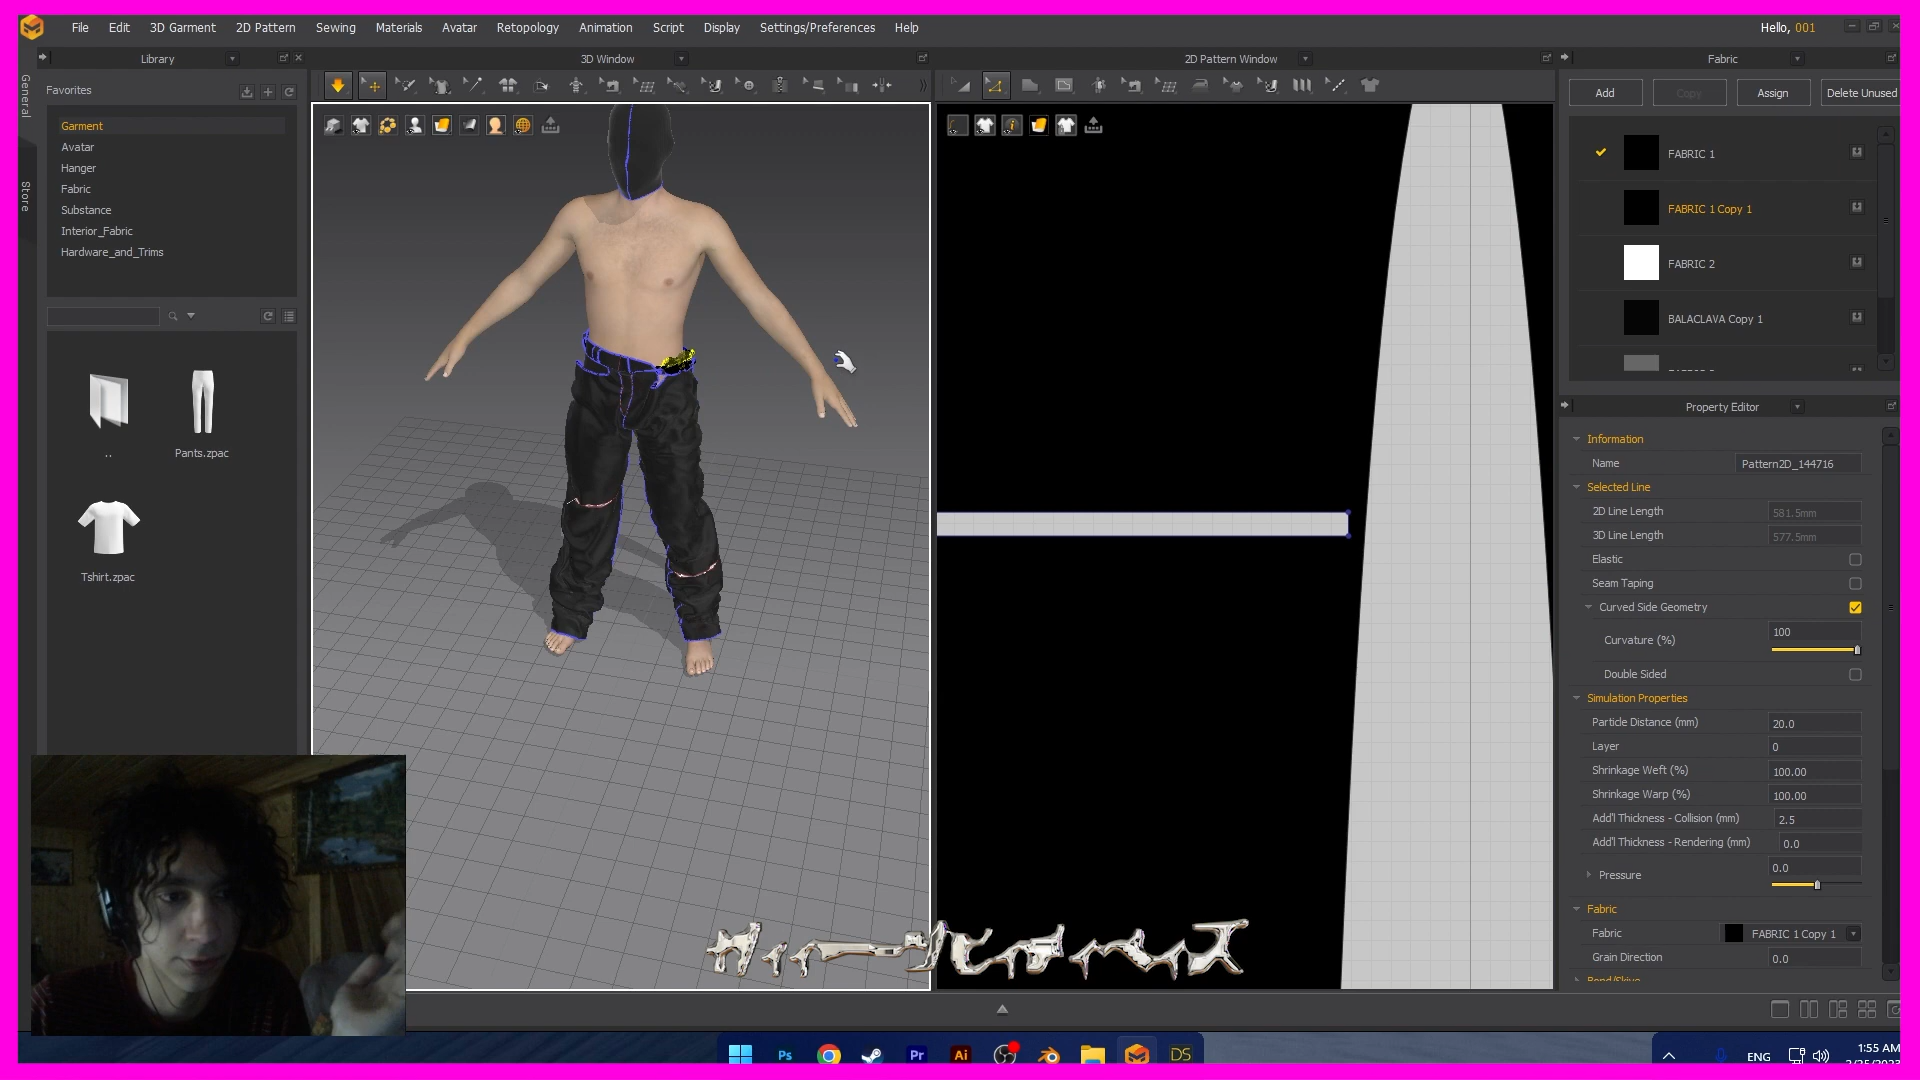 File Edit 3D Garment 2D Pattern Sewing Materials Avatar Retopology Animation Script Display Settings/Preferences Help
Hello, 001
Library
3D Window
2D Pattern Window
Fabric
General
Store
Favorites
Garment
Avatar
Hanger
Fabric
Substance
Interior_Fabric
Hardware_and_Trims
..
Pants.zpac
Tshirt.zpac
Add Copy Assign Delete Unused
FABRIC 1
FABRIC 1 Copy 1
FABRIC 2
BALACLAVA Copy 1
Property Editor
Information
Name Pattern2D_144716
Selected Line
2D Line Length 581.5mm
3D Line Length 577.5mm
Elastic
Seam Taping
Curved Side Geometry
Curvature (%) 100
Double Sided
Simulation Properties
Particle Distance (mm) 20.0
Layer 0
Shrinkage Weft (%) 100.00
Shrinkage Warp (%) 100.00
Add'l Thickness - Collision (mm) 2.5
Add'l Thickness - Rendering (mm) 0.0
Pressure 0.0
Fabric
Fabric FABRIC 1 Copy 1
Grain Direction 0.0
Ps Pr Ai DS
ENG
1:55 AM